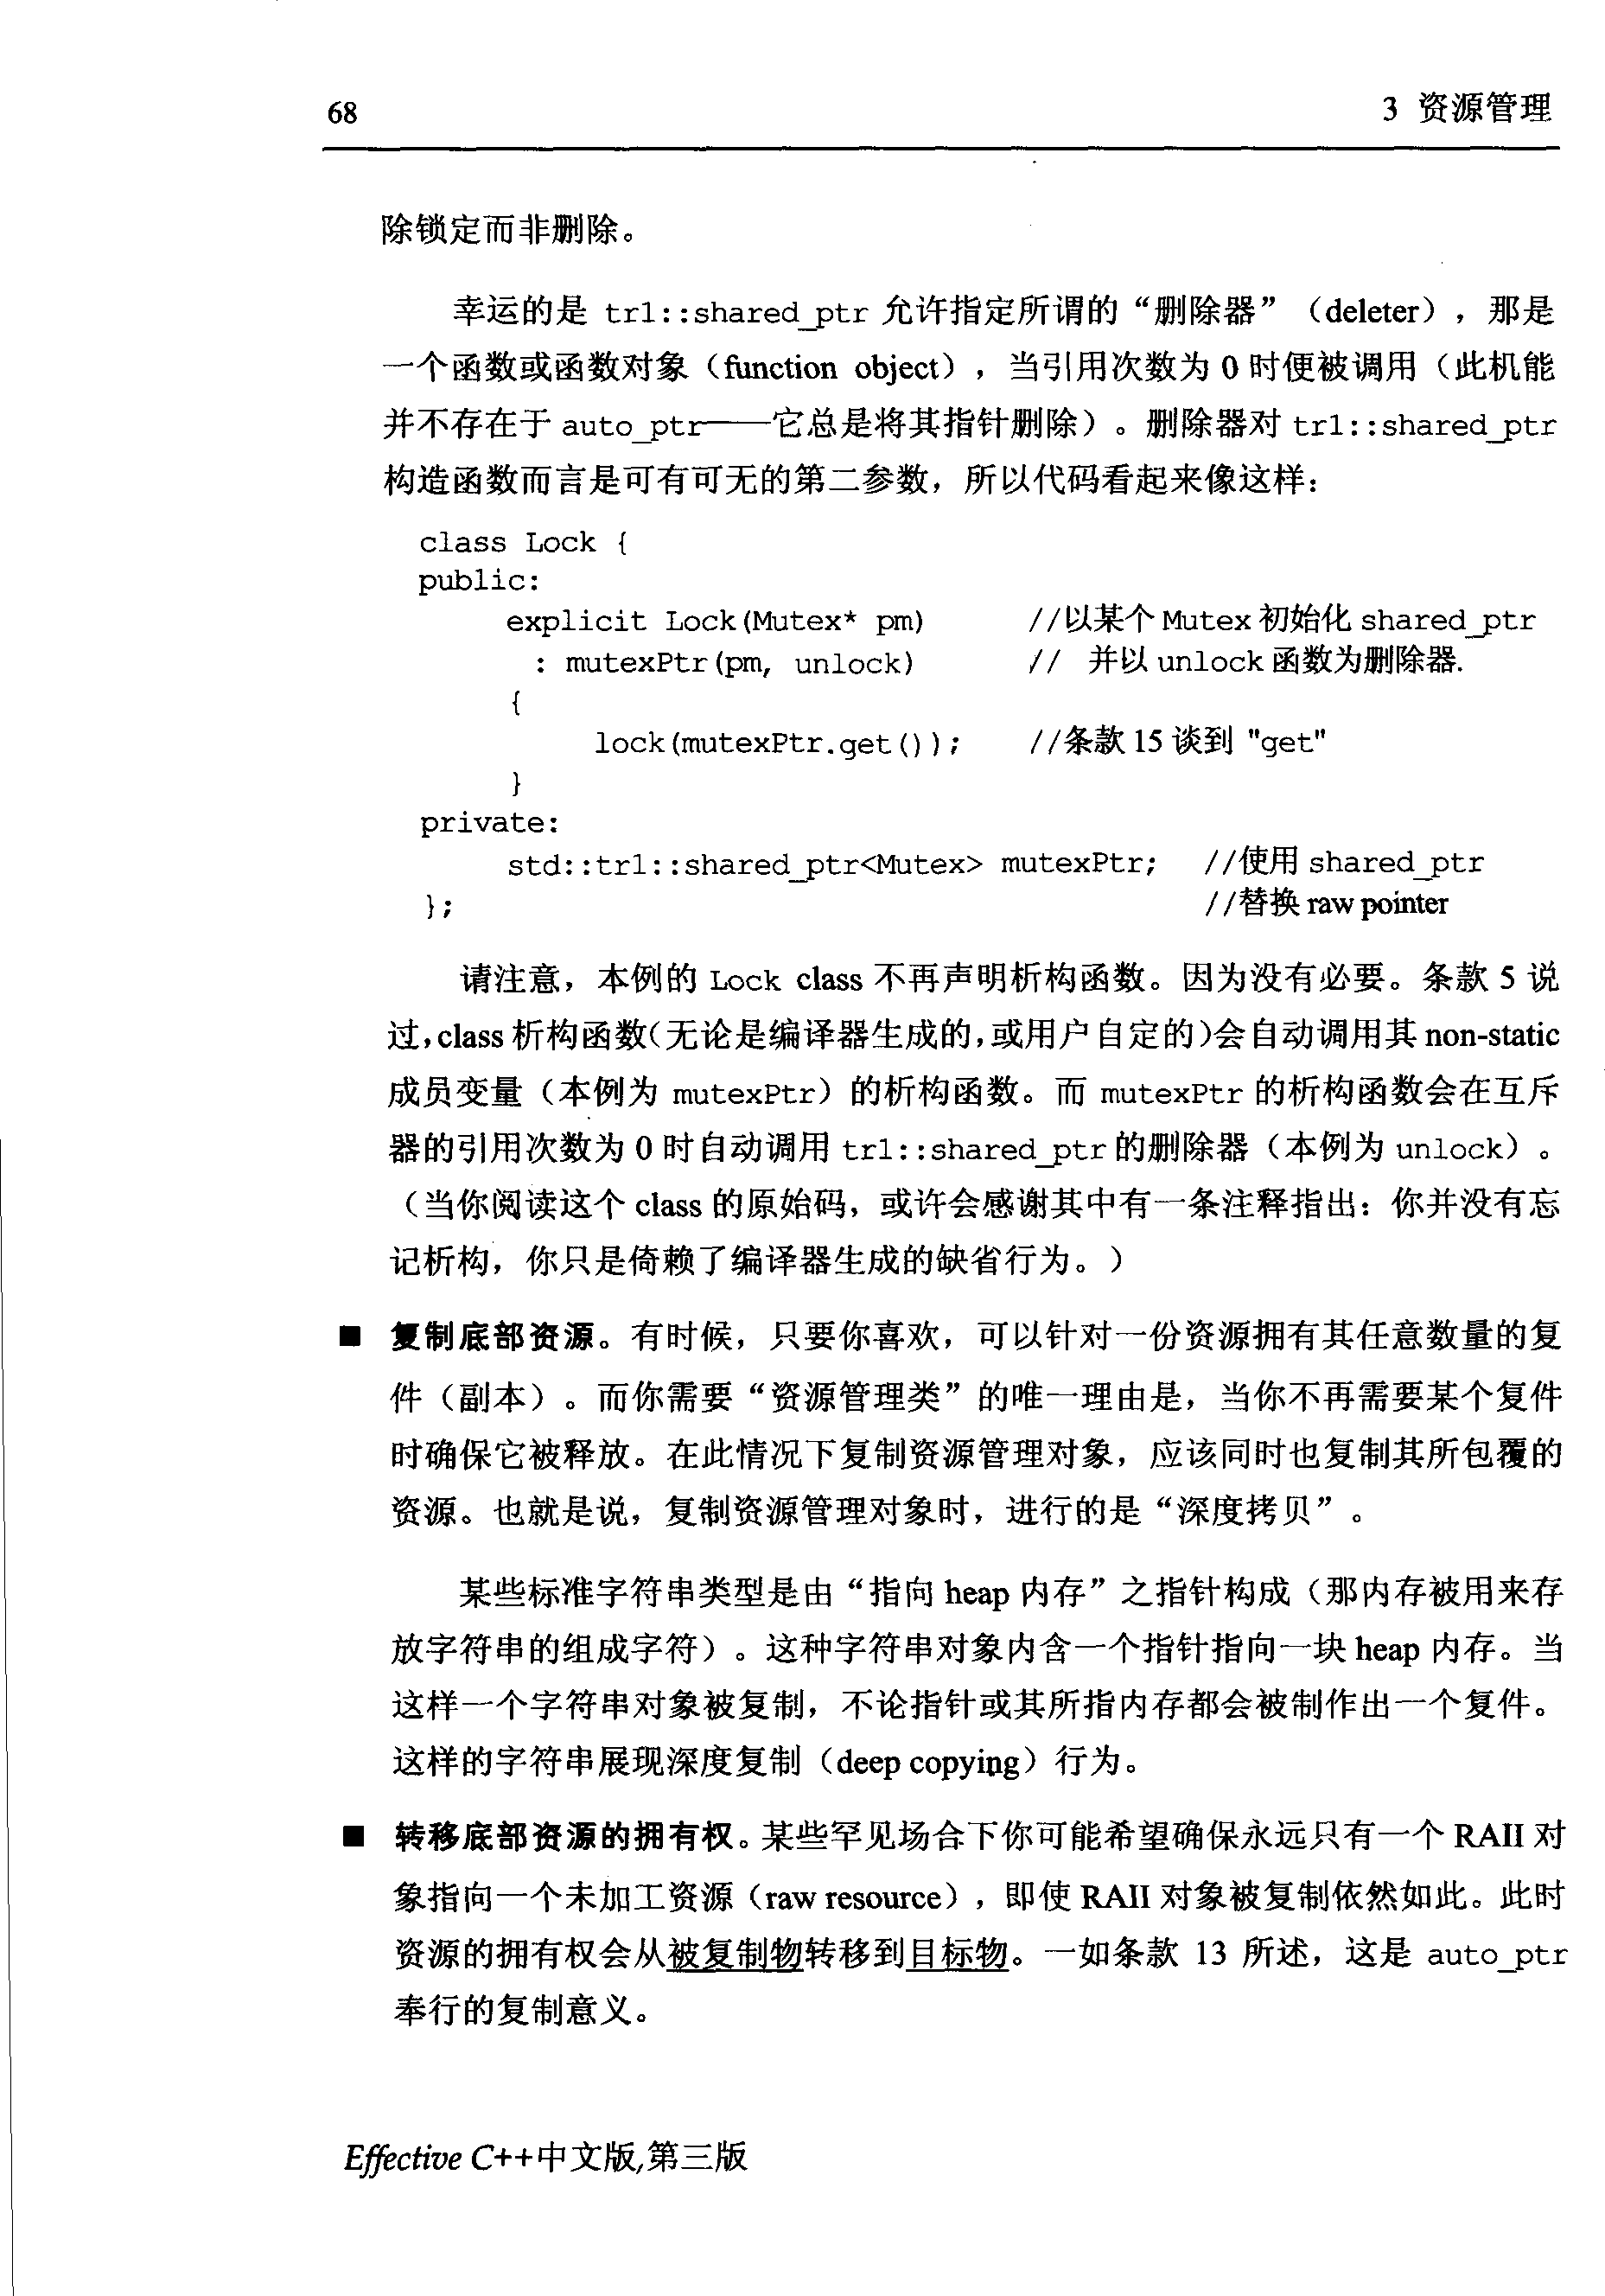 68
3 资源管理
除锁定而非删除。
幸运的是 tr1::shared_ptr 允许指定所谓的“删除器”（deleter），那是
一个函数或函数对象（function object），当引用次数为 0 时便被调用（此机能
并不存在于 auto_ptr——它总是将其指针删除）。删除器对 tr1::shared_ptr
构造函数而言是可有可无的第二参数，所以代码看起来像这样：
class Lock {
public:
explicit Lock(Mutex* pm) //以某个 Mutex 初始化 shared_ptr
: mutexPtr(pm, unlock) // 并以 unlock 函数为删除器.
{
lock(mutexPtr.get()); //条款 15 谈到 "get"
}
private:
std::tr1::shared_ptr<Mutex> mutexPtr; //使用 shared_ptr
}; //替换 raw pointer
请注意，本例的 Lock class 不再声明析构函数。因为没有必要。条款 5 说
过，class 析构函数（无论是编译器生成的，或用户自定的）会自动调用其 non-static
成员变量（本例为 mutexPtr）的析构函数。而 mutexPtr 的析构函数会在互斥
器的引用次数为 0 时自动调用 tr1::shared_ptr 的删除器（本例为 unlock）。
（当你阅读这个 class 的原始码，或许会感谢其中有一条注释指出：你并没有忘
记析构，你只是倚赖了编译器生成的缺省行为。）
■ 复制底部资源。有时候，只要你喜欢，可以针对一份资源拥有其任意数量的复
件（副本）。而你需要“资源管理类”的唯一理由是，当你不再需要某个复件
时确保它被释放。在此情况下复制资源管理对象，应该同时也复制其所包覆的
资源。也就是说，复制资源管理对象时，进行的是“深度拷贝”。
某些标准字符串类型是由“指向 heap 内存”之指针构成（那内存被用来存
放字符串的组成字符）。这种字符串对象内含一个指针指向一块 heap 内存。当
这样一个字符串对象被复制，不论指针或其所指内存都会被制作出一个复件。
这样的字符串展现深度复制（deep copying）行为。
■ 转移底部资源的拥有权。某些罕见场合下你可能希望确保永远只有一个 RAII 对
象指向一个未加工资源（raw resource），即使 RAII 对象被复制依然如此。此时
资源的拥有权会从被复制物转移到目标物。一如条款 13 所述，这是 auto_ptr
奉行的复制意义。
Effective C++中文版,第三版